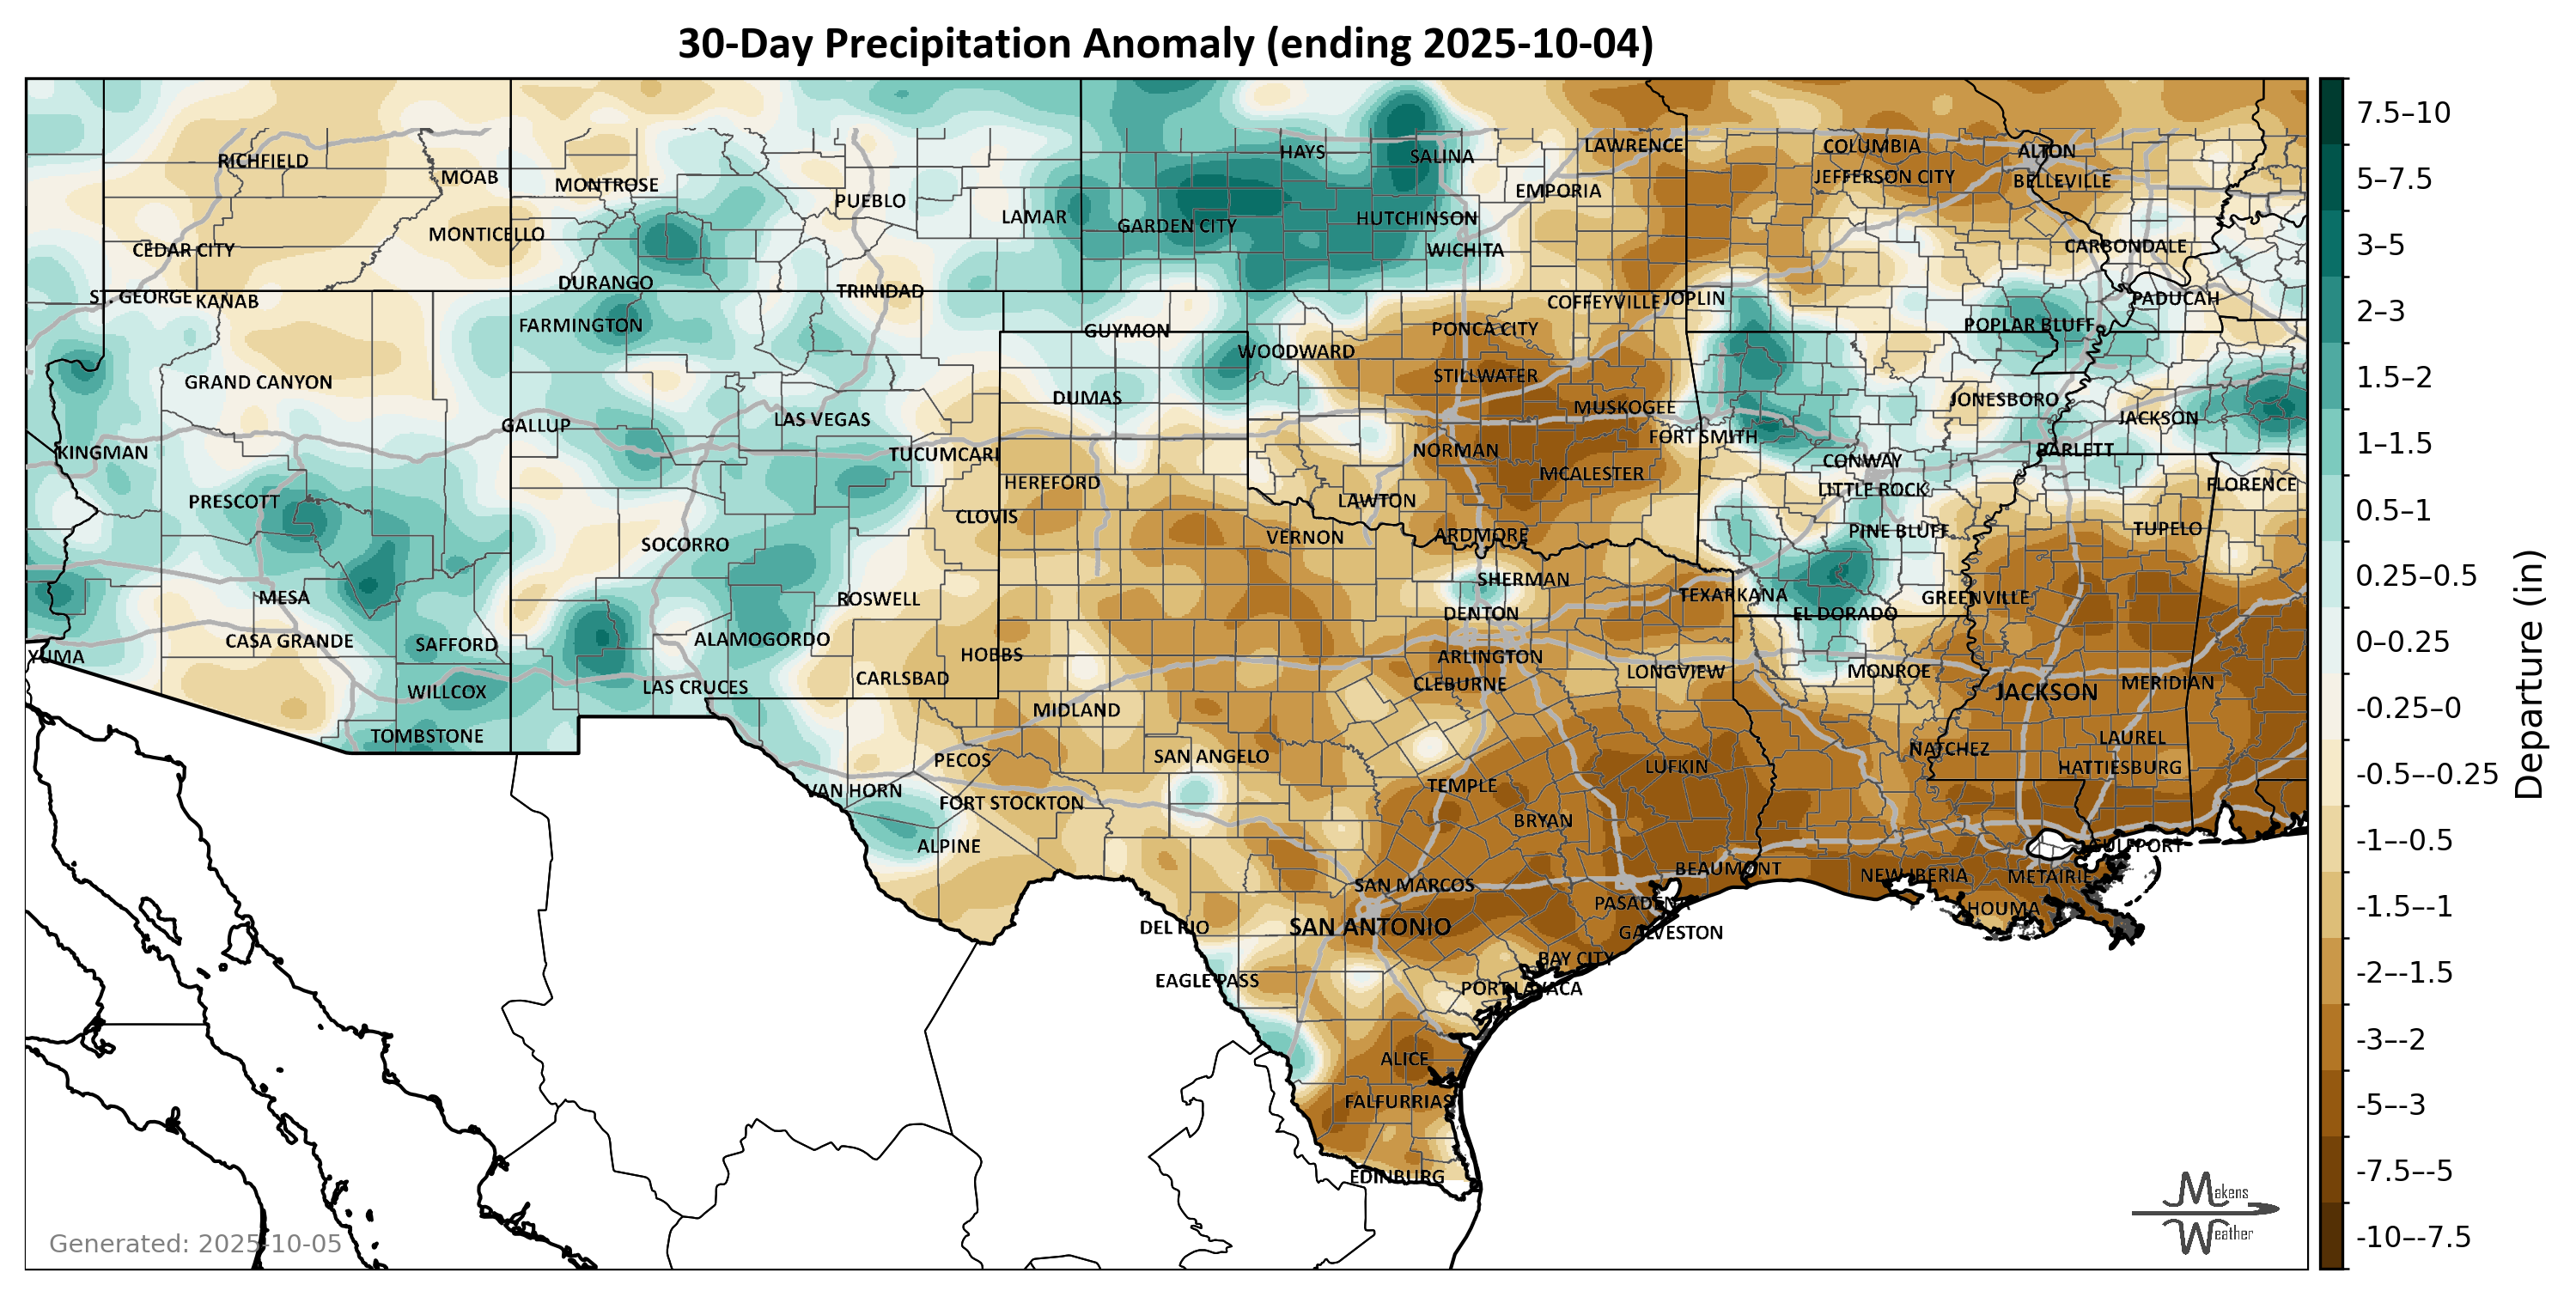 30-Day Precipitation Anomaly (ending 2025-10-04)
HAYS
SALINA
LAWRENCE
COLUMBIA
ALTON
RICHFIELD
MOAB
MONTROSE
PUEBLO
LAMAR
GARDEN CITY
HUTCHINSON
EMPORIA
JEFFERSON CITY
BELLEVILLE
CEDAR CITY
MONTICELLO
WICHITA
CARBONDALE
DURANGO
TRINIDAD
ST. GEORGE
KANAB
COFFEYVILLE
JOPLIN
PADUCAH
FARMINGTON
GUYMON
PONCA CITY
POPLAR BLUFF
WOODWARD
GRAND CANYON
DUMAS
STILLWATER
MUSKOGEE
JONESBORO
GALLUP
LAS VEGAS
JACKSON
KINGMAN
TUCUMCARI
NORMAN
FORT SMITH
CONWAY
BARLETT
PRESCOTT
HEREFORD
MCALESTER
LITTLE ROCK
FLORENCE
LAWTON
CLOVIS
SOCORRO
VERNON
ARDMORE
PINE BLUFF
TUPELO
MESA
ROSWELL
SHERMAN
TEXARKANA
GREENVILLE
DENTON
EL DORADO
CASA GRANDE
SAFFORD
ALAMOGORDO
YUMA
HOBBS
ARLINGTON
WILLCOX
LAS CRUCES
CARLSBAD
CLEBURNE
LONGVIEW
MONROE
JACKSON
MERIDIAN
TOMBSTONE
MIDLAND
PECOS
SAN ANGELO
LUFKIN
NATCHEZ
LAUREL
HATTIESBURG
VAN HORN
FORT STOCKTON
TEMPLE
BRYAN
ALPINE
GULFPORT
SAN MARCOS
BEAUMONT
NEW IBERIA
METAIRIE
PASADENA
HOUMA
DEL RIO
SAN ANTONIO
GALVESTON
BAY CITY
EAGLE PASS
PORT LAVACA
ALICE
FALFURRIAS
EDINBURG
Generated: 2025-10-05
Makens
Weather
7.5–10
5–7.5
3–5
2–3
1.5–2
1–1.5
0.5–1
0.25–0.5
0–0.25
-0.25–0
-0.5–-0.25
-1–-0.5
-1.5–-1
-2–-1.5
-3–-2
-5–-3
-7.5–-5
-10–-7.5
Departure (in)